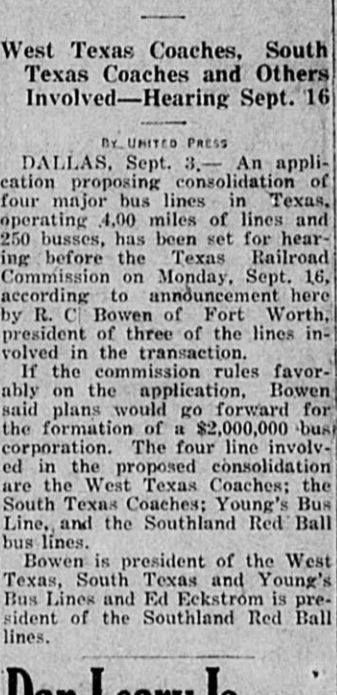 West Texas Coaches, South
Texas Coaches and Others
Involved—Hearing Sept. 16
By United Press
DALLAS, Sept. 3.— An appli-
cation proposing consolidation of
four major bus lines in Texas,
operating 4,00 miles of lines and
250 busses, has been set for hear-
ing before the Texas Railroad
Commission on Monday, Sept. 16,
according to announcement here
by R. C. Bowen of Fort Worth,
president of three of the lines in-
volved in the transaction.
If the commission rules favor-
ably on the application, Bowen
said plans would go forward for
the formation of a $2,000,000 bus
corporation. The four line involv-
ed in the proposed consolidation
are the West Texas Coaches; the
South Texas Coaches; Young's Bus
Line, and the Southland Red Ball
bus lines.
Bowen is president of the West
Texas, South Texas and Young's
Bus Lines and Ed Eckstrom is pre-
sident of the Southland Red Ball
lines.